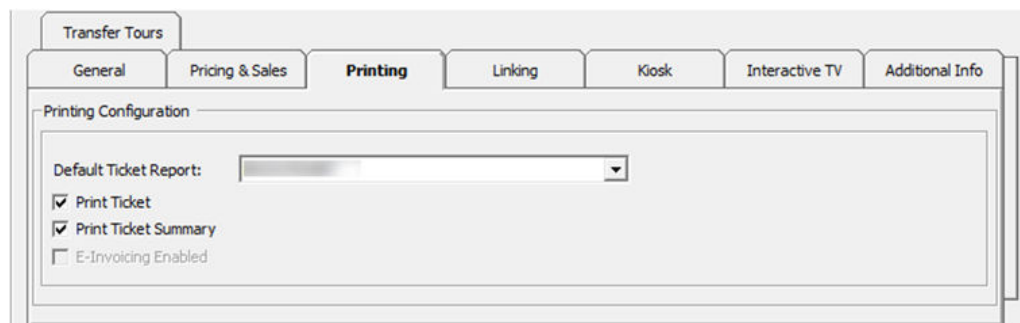 Transfer Tours
General Pricing & Sales Printing Linking Kiosk Interactive TV Additional Info
Printing Configuration
Default Ticket Report:
Print Ticket
Print Ticket Summary
E-Invoicing Enabled